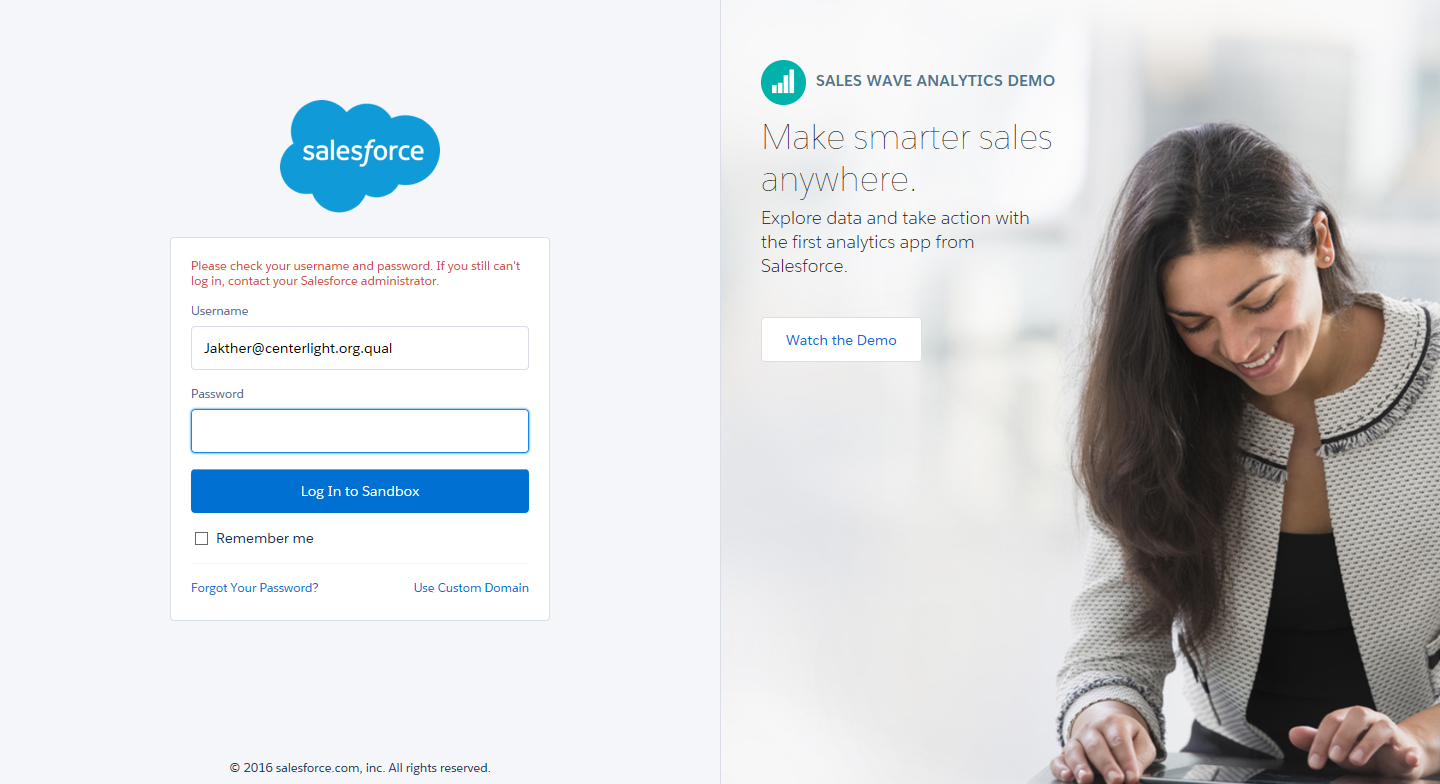 salesforce
Please check your username and password. If you still can't
log in, contact your Salesforce administrator.
Username
Jakther@centerlight.org.qual
Password
Log In to Sandbox
Remember me
Forgot Your Password?
Use Custom Domain
© 2016 salesforce.com, inc. All rights reserved.
SALES WAVE ANALYTICS DEMO
Make smarter sales
anywhere.
Explore data and take action with
the first analytics app from
Salesforce.
Watch the Demo